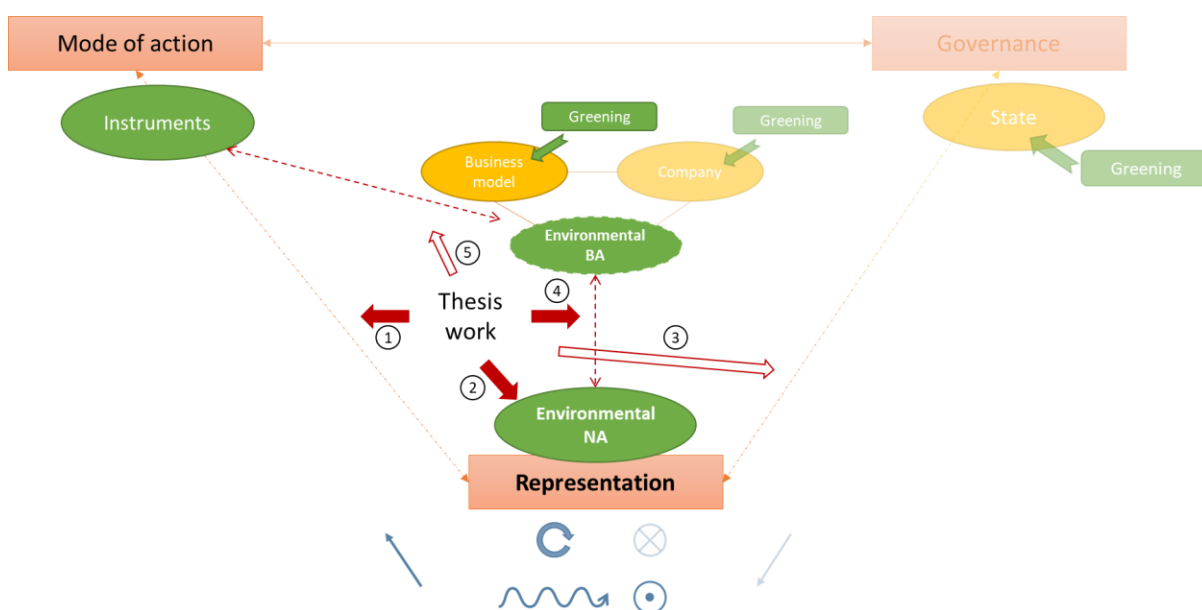 Mode of action
Governance
Instruments
Greening
Greening
State
Business
model
Company
Greening
Environmental
BA
5
4
Thesis
work
1
3
2
Environmental
NA
Representation